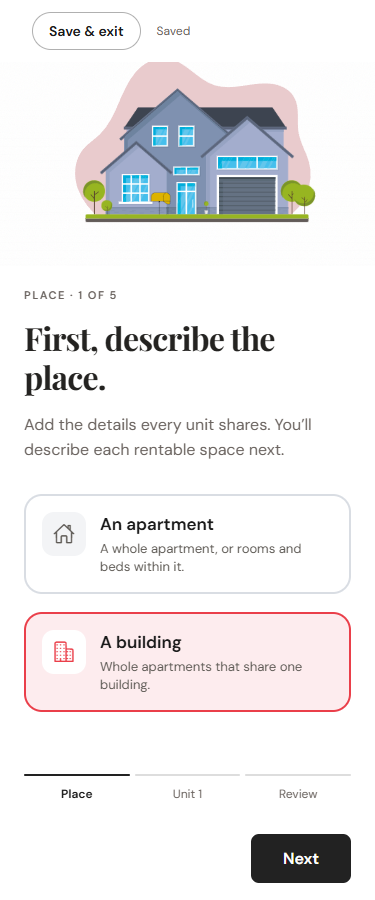 Save & exit
Saved
PLACE · 1 OF 5
First, describe the
place.
Add the details every unit shares. You’ll
describe each rentable space next.
An apartment
A whole apartment, or rooms and
beds within it.
A building
Whole apartments that share one
building.
Place
Unit 1
Review
Next